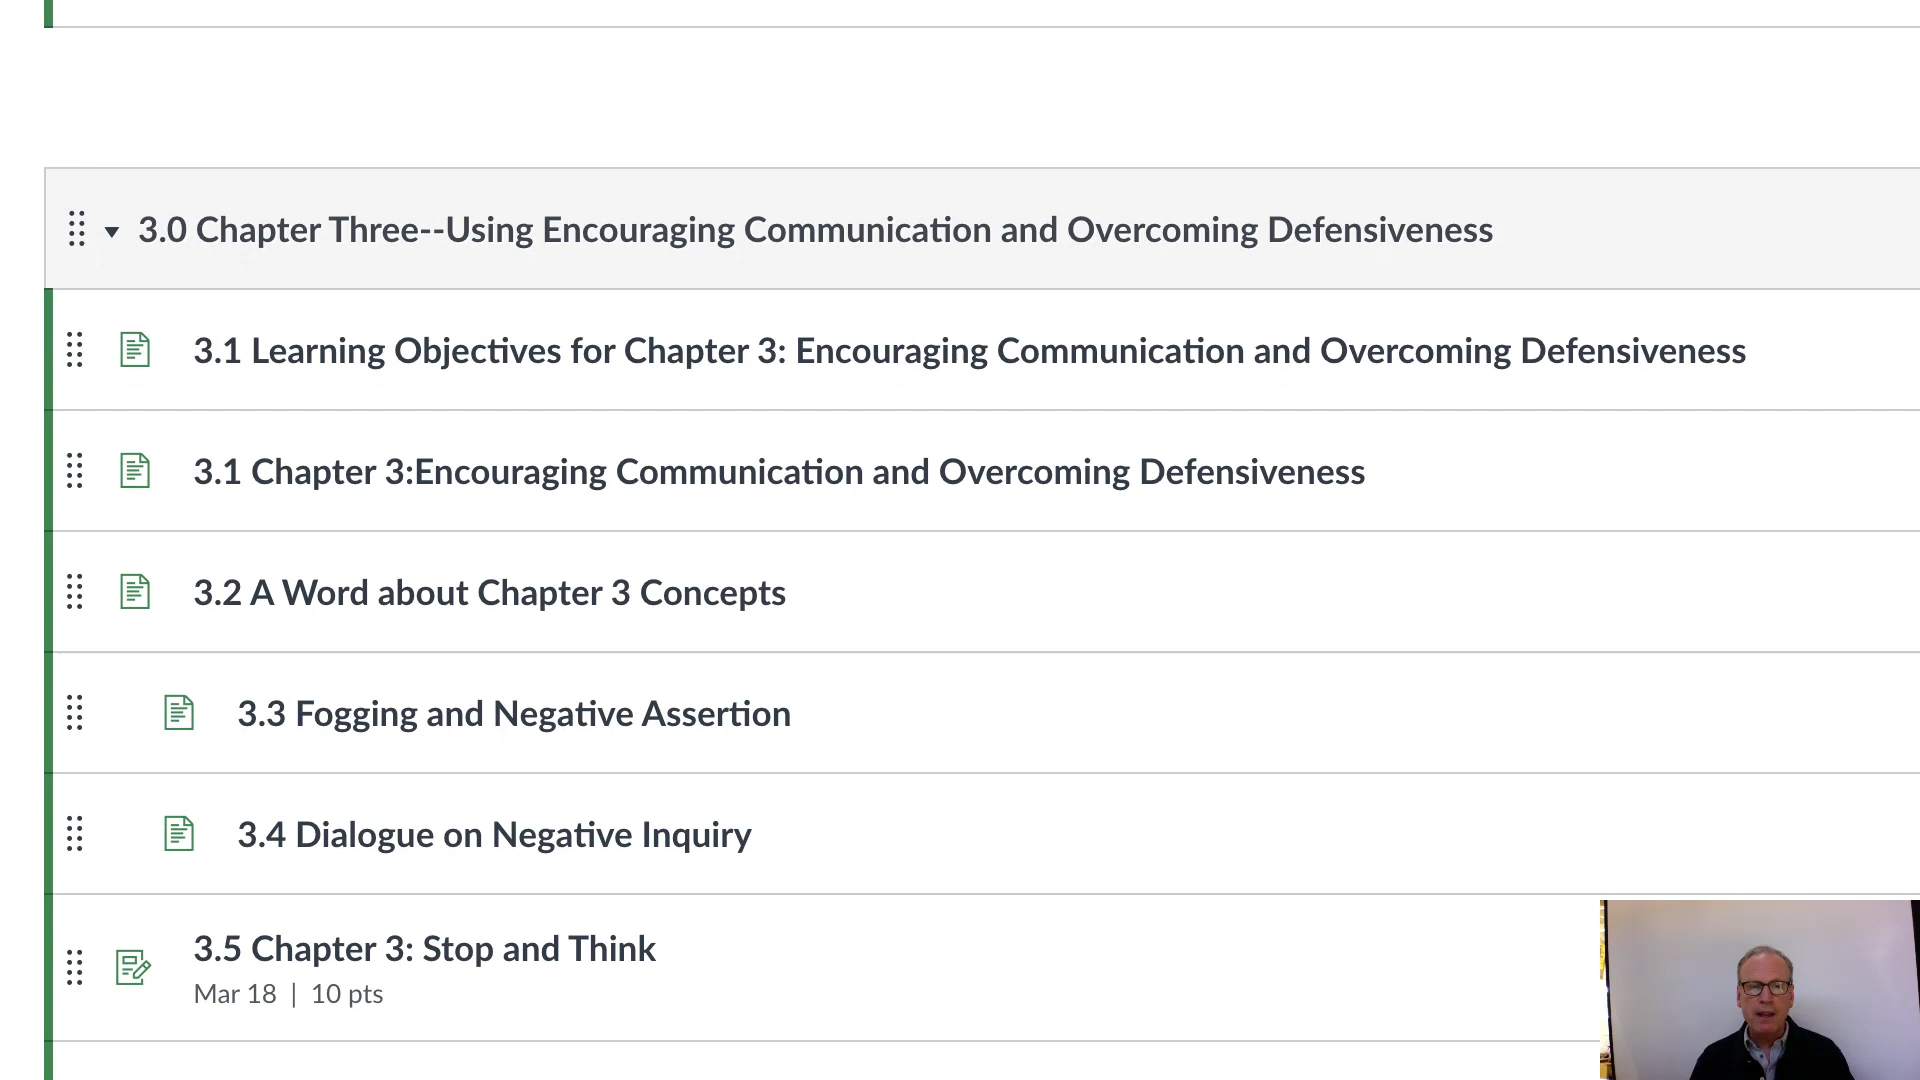 3.0 Chapter Three--Using Encouraging Communication and Overcoming Defensiveness
3.1 Learning Objectives for Chapter 3: Encouraging Communication and Overcoming Defensiveness
3.1 Chapter 3:Encouraging Communication and Overcoming Defensiveness
3.2 A Word about Chapter 3 Concepts
3.3 Fogging and Negative Assertion
3.4 Dialogue on Negative Inquiry
3.5 Chapter 3: Stop and Think
Mar 18 | 10 pts